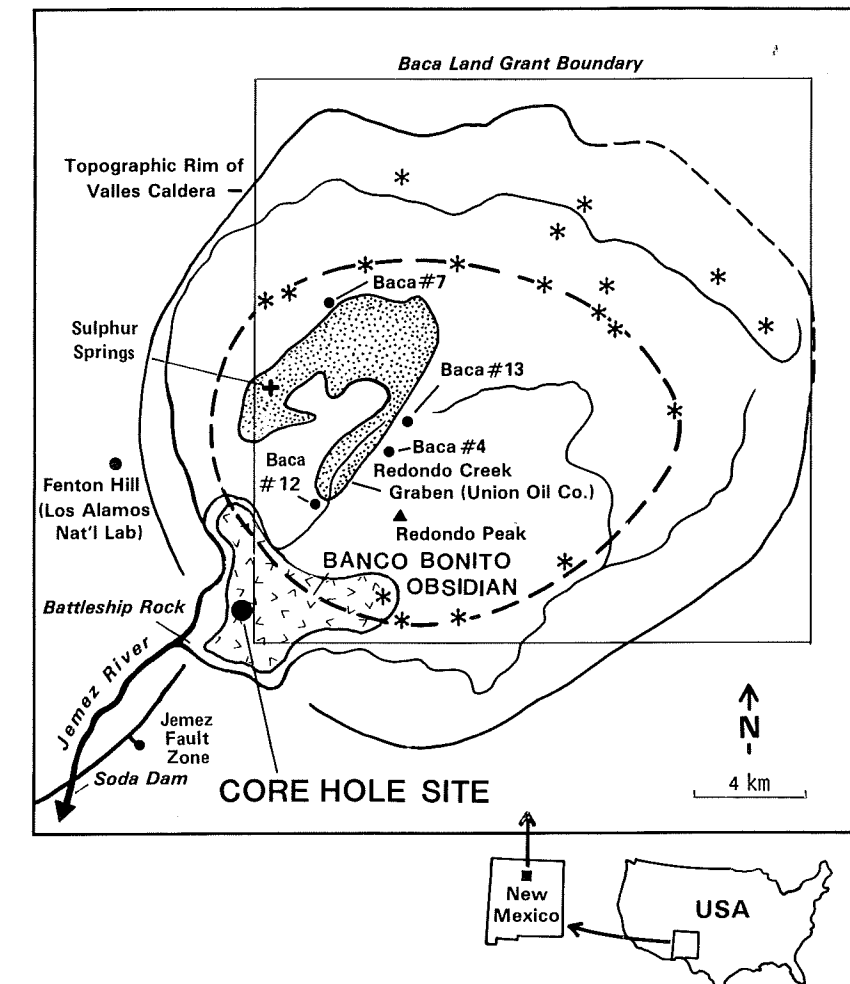 Baca Land Grant Boundary
Topographic Rim of
Valles Caldera
Baca #7
Sulphur
Springs
Baca #13
Baca #4
Baca
#12
Redondo Creek
Graben (Union Oil Co.)
Fenton Hill
(Los Alamos
Nat'l Lab)
Redondo Peak
BANCO BONITO
OBSIDIAN
Battleship Rock
Jemez River
Jemez
Fault
Zone
Soda Dam
CORE HOLE SITE
N
4 km
New
Mexico
USA